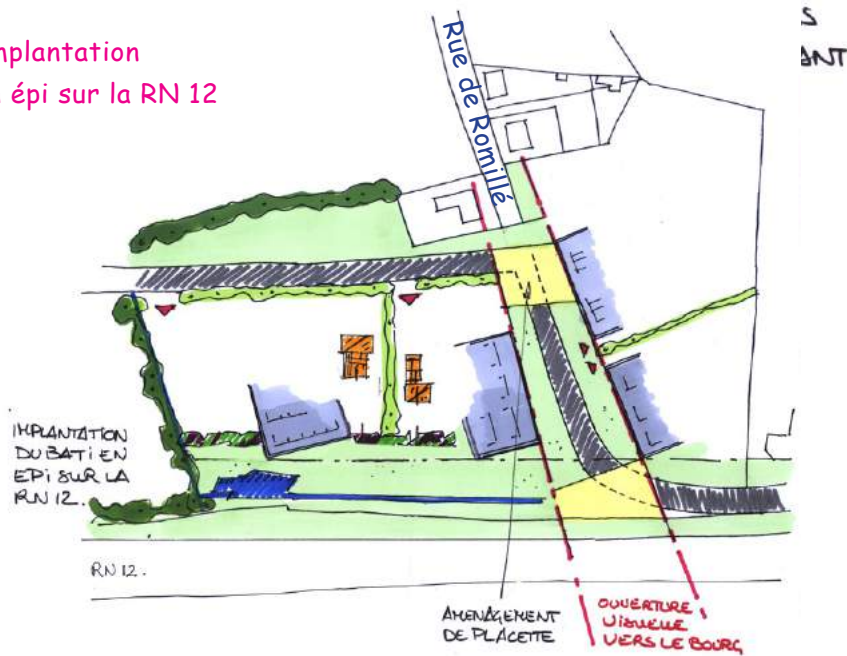 mplantation
épi sur la RN 12
S
ANT
Rue de Romillé
IMPLANTATION
DU BATI EN
EPI SUR LA
RN 12.
RN 12.
AMENAGEMENT
DE PLACETTE
OUVERTURE
VISUELLE
VERS LE BOURG